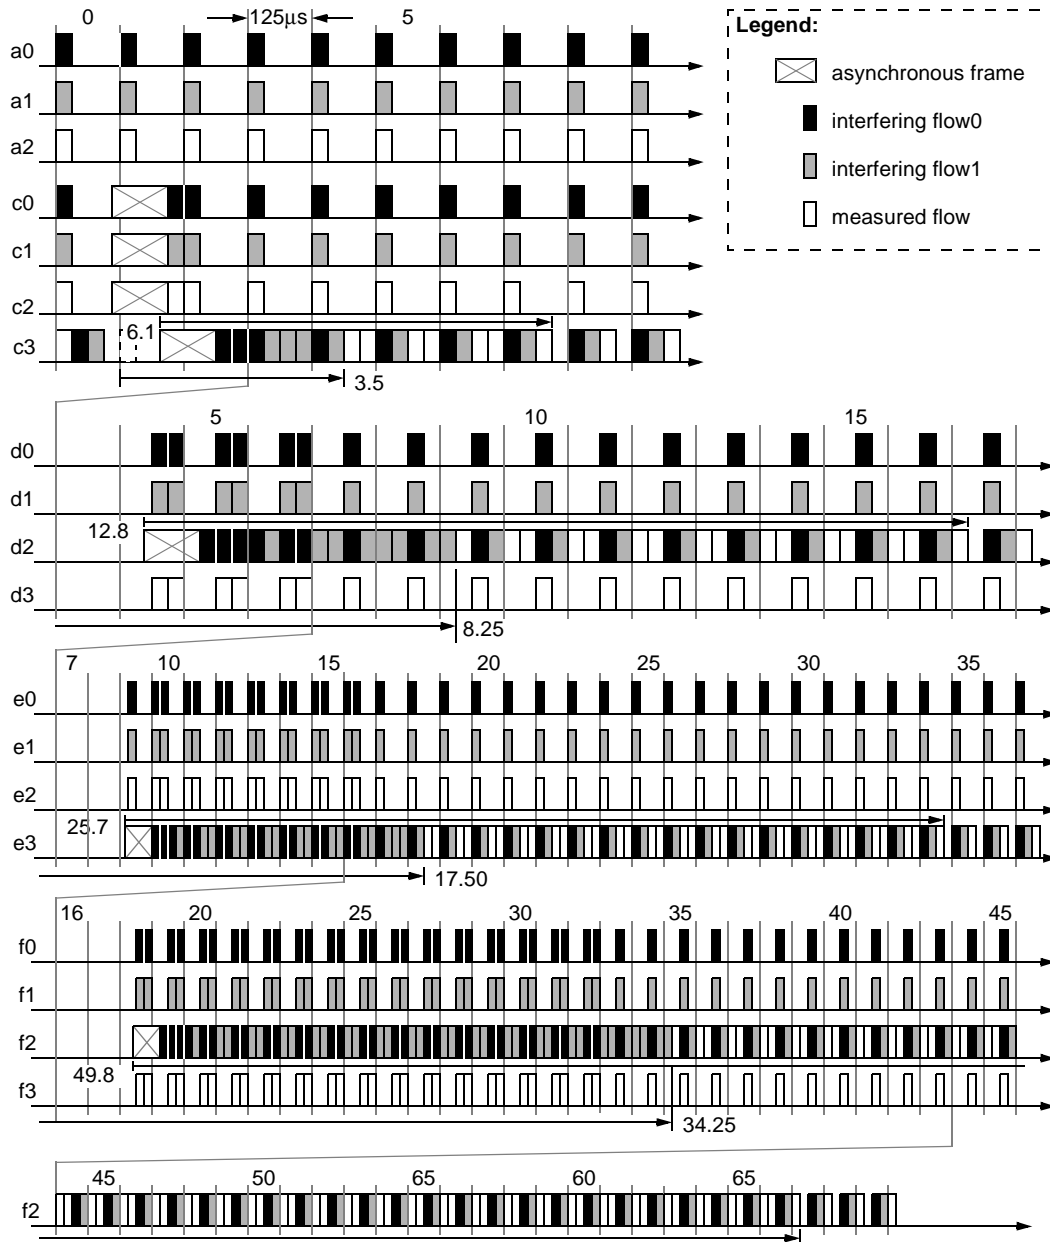 0 125μs 5
Legend:
a0
asynchronous frame
a1
interfering flow0
a2
interfering flow1
c0
measured flow
c1
c2
6.1
c3
3.5
5 10 15
d0
d1
12.8
d2
d3
8.25
7 10 15 20 25 30 35
e0
e1
e2
25.7
e3
17.50
16 20 25 30 35 40 45
f0
f1
f2
49.8
f3
34.25
45 50 65 60 65
f2